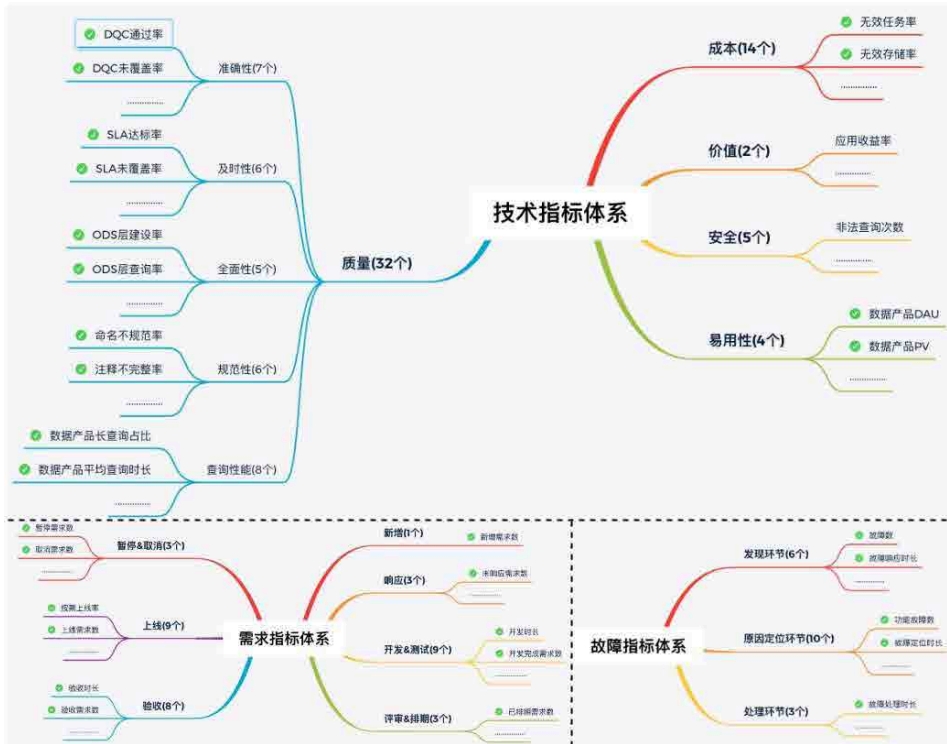 技术指标体系
质量(32个)
准确性(7个)
DQC通过率
DQC未覆盖率
..............
及时性(6个)
SLA达标率
SLA未覆盖率
..............
全面性(5个)
ODS层建设率
ODS层查询率
..............
规范性(6个)
命名不规范率
注释不完整率
..............
查询性能(8个)
数据产品长查询占比
数据产品平均查询时长
..............
成本(14个)
无效任务率
无效存储率
..............
价值(2个)
应用收益率
..............
安全(5个)
非法查询次数
..............
易用性(4个)
数据产品DAU
数据产品PV
..............
需求指标体系
暂停&取消(3个)
暂停需求数
取消需求数
..............
上线(9个)
按期上线率
上线需求数
..............
验收(8个)
验收时长
验收需求数
..............
新增(1个)
新增需求数
响应(3个)
未响应需求数
..............
开发&测试(9个)
开发时长
开发完成需求数
..............
评审&排期(3个)
已排期需求数
..............
故障指标体系
发现环节(6个)
故障数
故障响应时长
..............
原因定位环节(10个)
功能故障数
故障定位时长
..............
处理环节(3个)
故障处理时长
..............